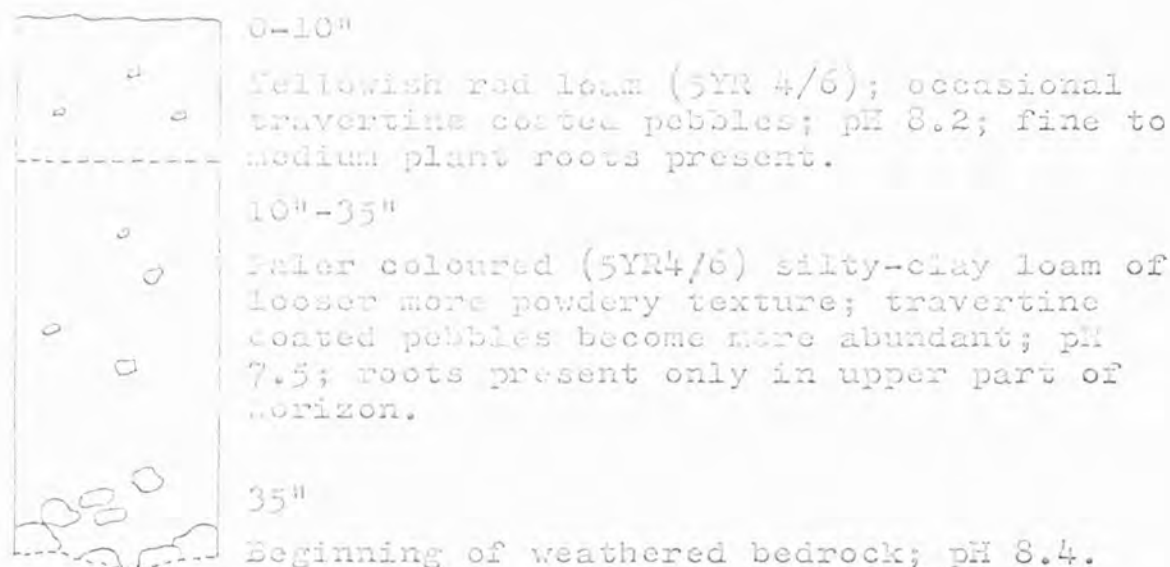 0-10"
Yellowish red loam (5YR 4/6); occasional
travertine coated pebbles; pH 8.2; fine to
medium plant roots present.
10"-35"
Paler coloured (5YR4/6) silty-clay loam of
looser more powdery texture; travertine
coated pebbles become more abundant; pH
7.5; roots present only in upper part of
horizon.
35"
Beginning of weathered bedrock; pH 8.4.